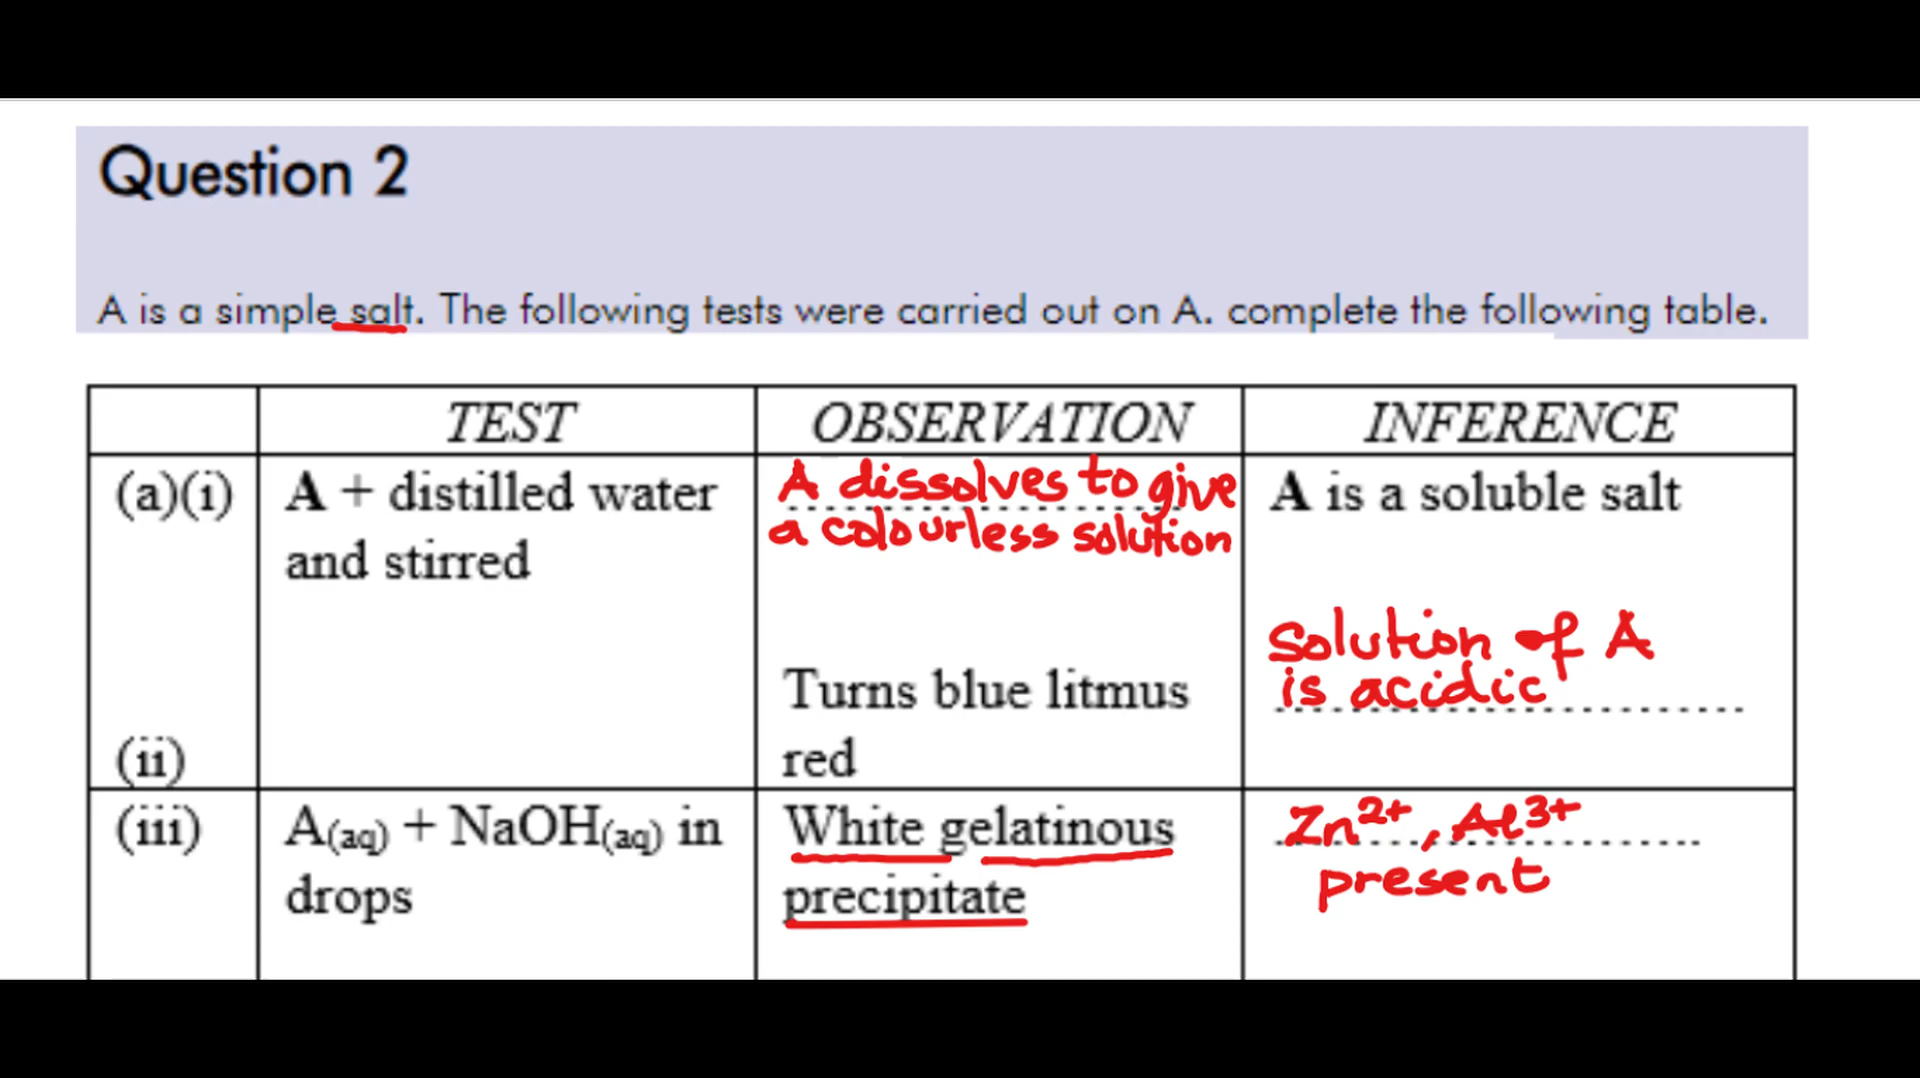 Question 2
A is a simple salt. The following tests were carried out on A. complete the following table.
TEST OBSERVATION INFERENCE
(a)(i) A + distilled water and stirred
A dissolves to give
a colourless solution
A is a soluble salt
(ii)
Turns blue litmus
red
Solution of A
is acidic
(iii) A(aq) + NaOH(aq) in
drops
White gelatinous
precipitate
Zn²⁺, Al³⁺
present